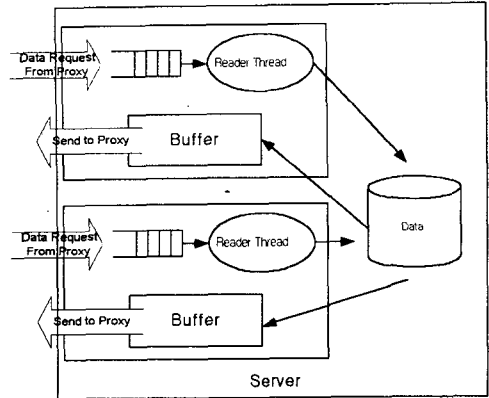 Data Request
From Proxy
Reader Thread
Send to Proxy
Buffer
Data
Data Request
From Proxy
Reader Thread
Send to Proxy
Buffer
Server